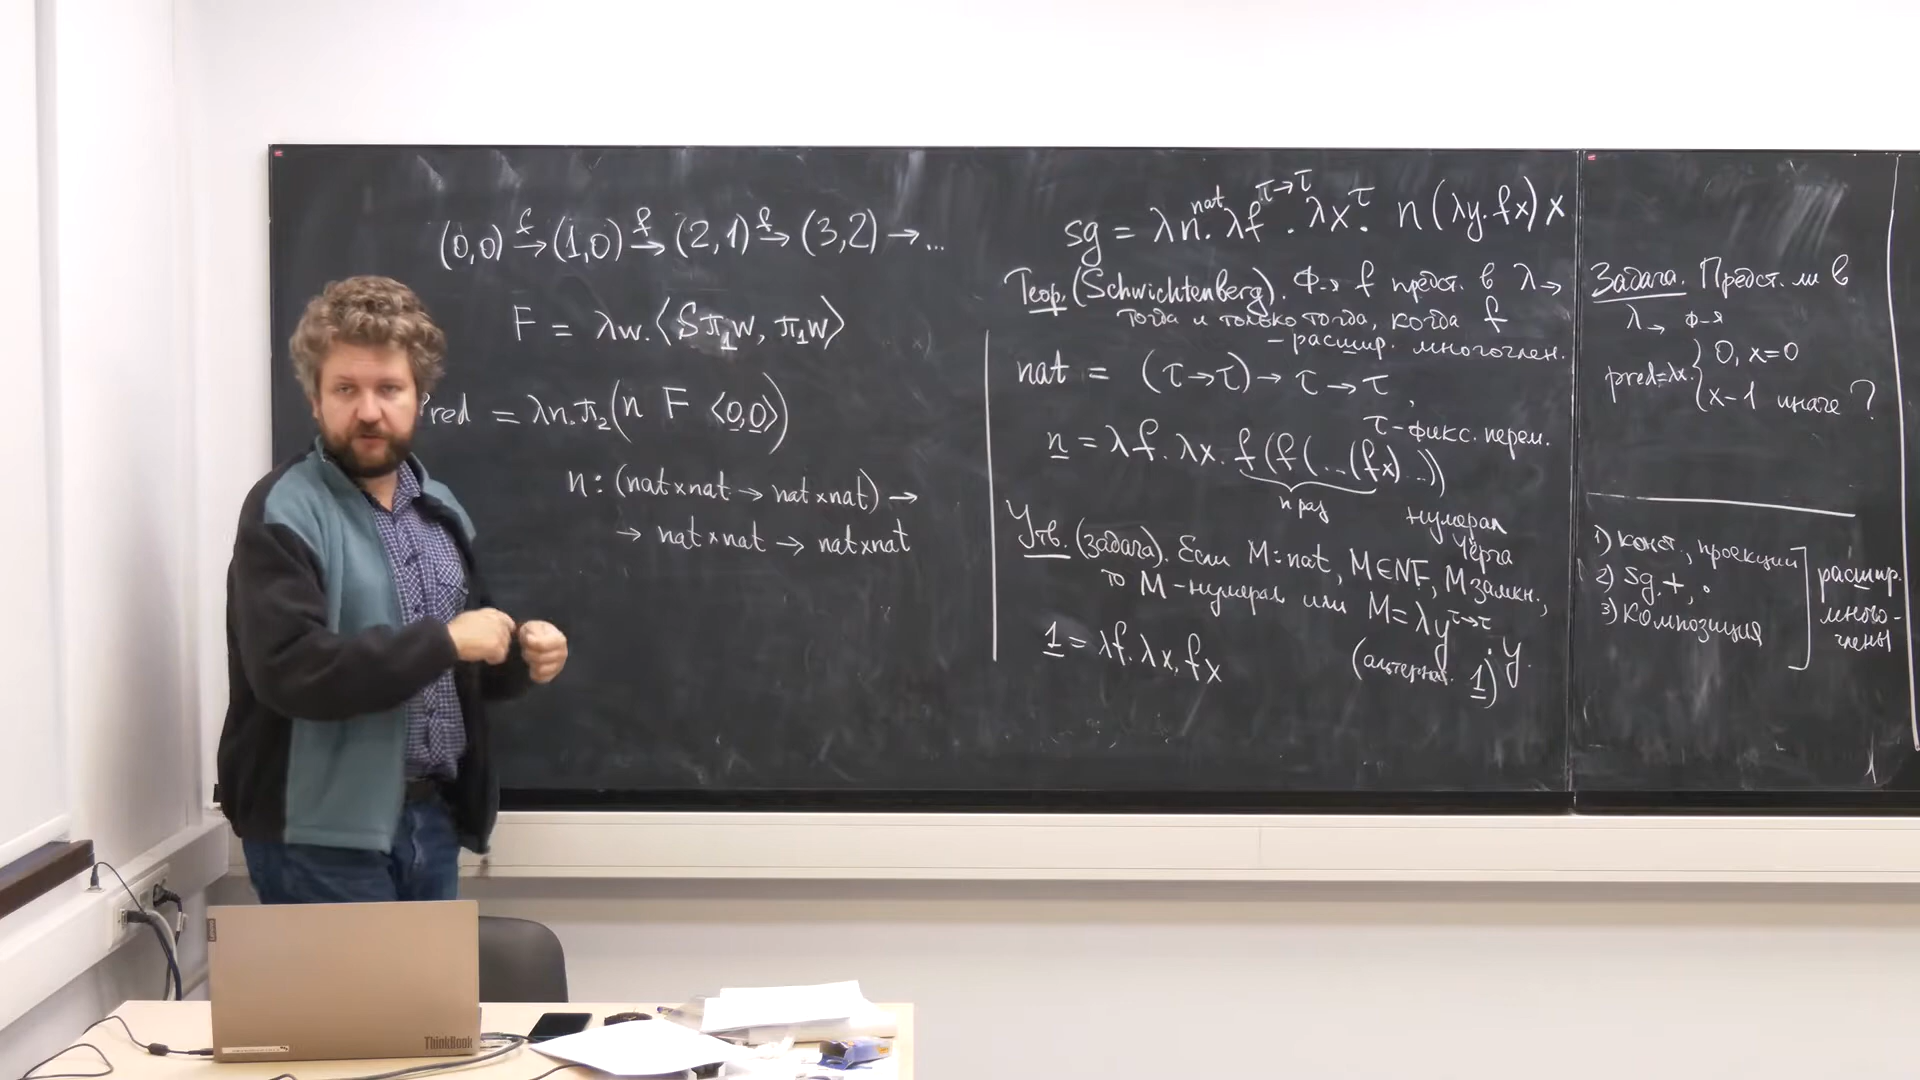 (0,0) →f (1,0) →f (2,1) →f (3,2) → ...
F = λw.⟨Sπ₁w, π₁w⟩
Pred = λn.π₂(n F ⟨0,0⟩)
n : (nat×nat → nat×nat) →
→ nat×nat → nat×nat
sg = λn^nat. λf^τ→τ. λx^τ. n(λy.fx)x
Теор. (Schwichtenberg). Ф-я f предст. в λ→
тогда и только тогда, когда f
– расшир. многочлен.
nat = (τ→τ)→τ→τ,
τ-фикс. перем.
n = λf. λx. f(f(...(fx)...))
n раз
нумерал
Чёрча
Утв. (задача). Если M:nat, M∈NF, M замкн.,
то M – нумерал или M = λy^τ→τ. y.
1 = λf.λx.fx
(альтернат. 1)
Задача. Предст. ли в
λ→ ф-я
pred = λx. { 0, x=0
x-1 иначе ?
1) конст., проекции
2) Sg, +, ·
3) Композиция
расшир.
много-
члены
ThinkBook
Lenovo